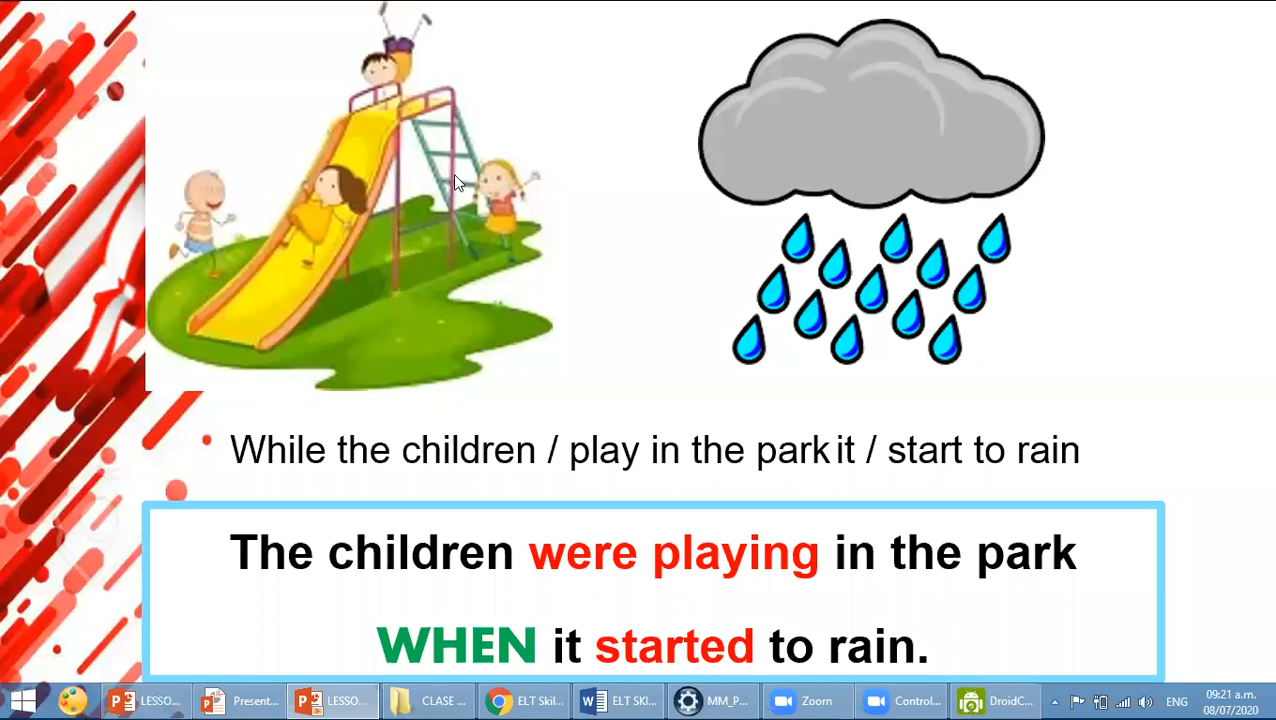 While the children / play in the park it / start to rain
The children were playing in the park
WHEN it started to rain.
LESSO... Present... LESSO... CLASE ... ELT Skil... ELT SKI... MM_P... Zoom Control... DroidC... ENG 09:21 a.m.
08/07/2020